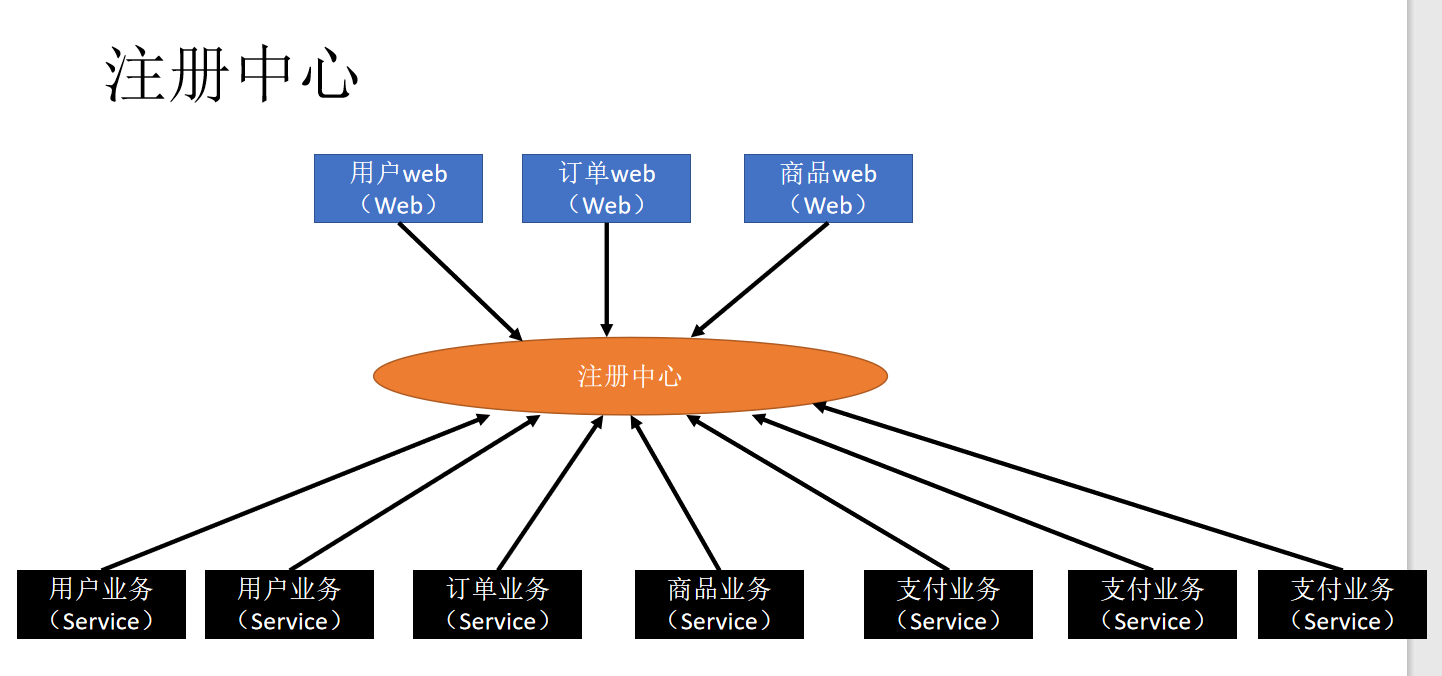 注册中心
用户web
（Web）
订单web
（Web）
商品web
（Web）
注册中心
用户业务
（Service）
用户业务
（Service）
订单业务
（Service）
商品业务
（Service）
支付业务
（Service）
支付业务
（Service）
支付业务
（Service）